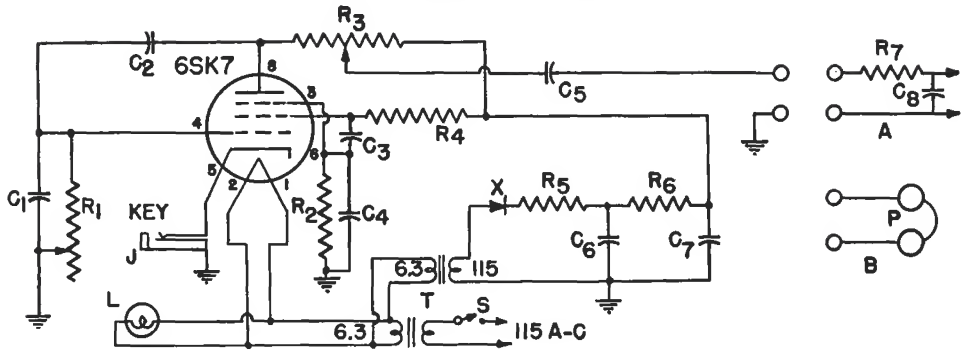 R3
C2
6SK7
8
3
R7
C5
C8
A
4
R4
C3
6
5
2
1
C1
R1
KEY
J
R2
C4
X
R5
R6
C6
C7
P
B
6.3
115
L
T
S
6.3
115 A-C